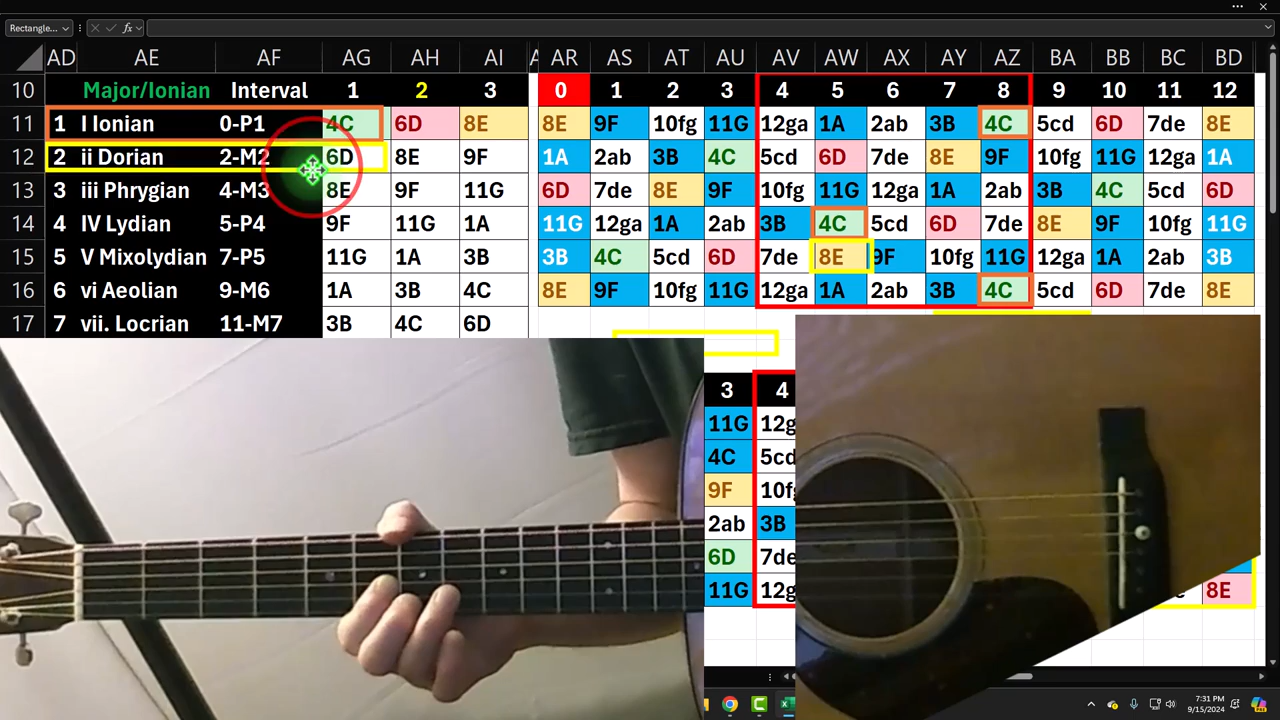 Rectangle... fx
AD AE AF AG AH AI AR AS AT AU AV AW AX AY AZ BA BB BC BD
10 Major/Ionian Interval 1 2 3 0 1 2 3 4 5 6 7 8 9 10 11 12
11 1 I Ionian 0-P1 4C 6D 8E 8E 9F 10fg 11G 12ga 1A 2ab 3B 4C 5cd 6D 7de 8E
12 2 ii Dorian 2-M2 6D 8E 9F 1A 2ab 3B 4C 5cd 6D 7de 8E 9F 10fg 11G 12ga 1A
13 3 iii Phrygian 4-M3 8E 9F 11G 6D 7de 8E 9F 10fg 11G 12ga 1A 2ab 3B 4C 5cd 6D
14 4 IV Lydian 5-P4 9F 11G 1A 11G 12ga 1A 2ab 3B 4C 5cd 6D 7de 8E 9F 10fg 11G
15 5 V Mixolydian 7-P5 11G 1A 3B 3B 4C 5cd 6D 7de 8E 9F 10fg 11G 12ga 1A 2ab 3B
16 6 vi Aeolian 9-M6 1A 3B 4C 8E 9F 10fg 11G 12ga 1A 2ab 3B 4C 5cd 6D 7de 8E
17 7 vii. Locrian 11-M7 3B 4C 6D
3 4
11G 12g
4C 5cd
9F 10f
2ab 3B
6D 7de
11G 12g 8E
7:31 PM
9/15/2024